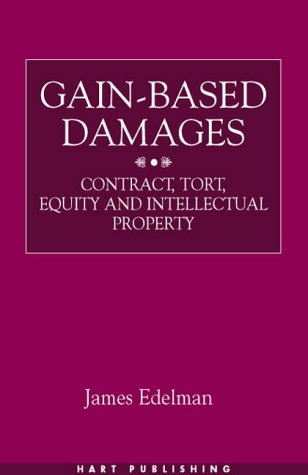 GAIN-BASED
DAMAGES
CONTRACT, TORT,
EQUITY AND INTELLECTUAL
PROPERTY
James Edelman
HART PUBLISHING